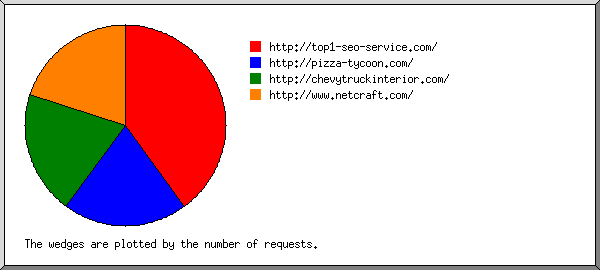 http://top1-seo-service.com/
http://pizza-tycoon.com/
http://chevytruckinterior.com/
http://www.netcraft.com/
The wedges are plotted by the number of requests.